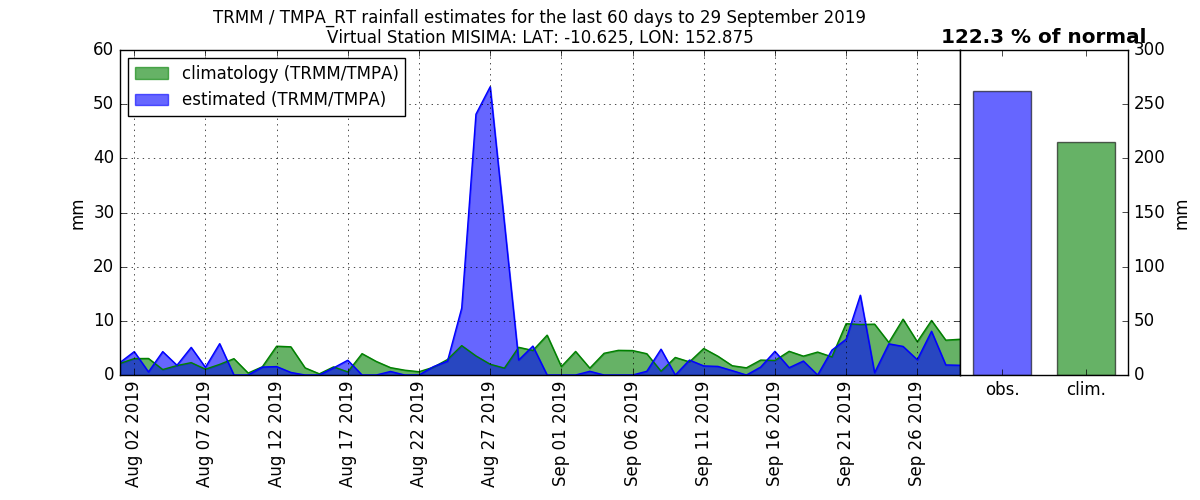 TRMM / TMPA_RT rainfall estimates for the last 60 days to 29 September 2019
Virtual Station MISIMA: LAT: -10.625, LON: 152.875
122.3 % of normal
climatology (TRMM/TMPA)
estimated (TRMM/TMPA)
60
50
40
30
20
10
0
mm
300
250
200
150
100
50
0
mm
Aug 02 2019
Aug 07 2019
Aug 12 2019
Aug 17 2019
Aug 22 2019
Aug 27 2019
Sep 01 2019
Sep 06 2019
Sep 11 2019
Sep 16 2019
Sep 21 2019
Sep 26 2019
obs.
clim.